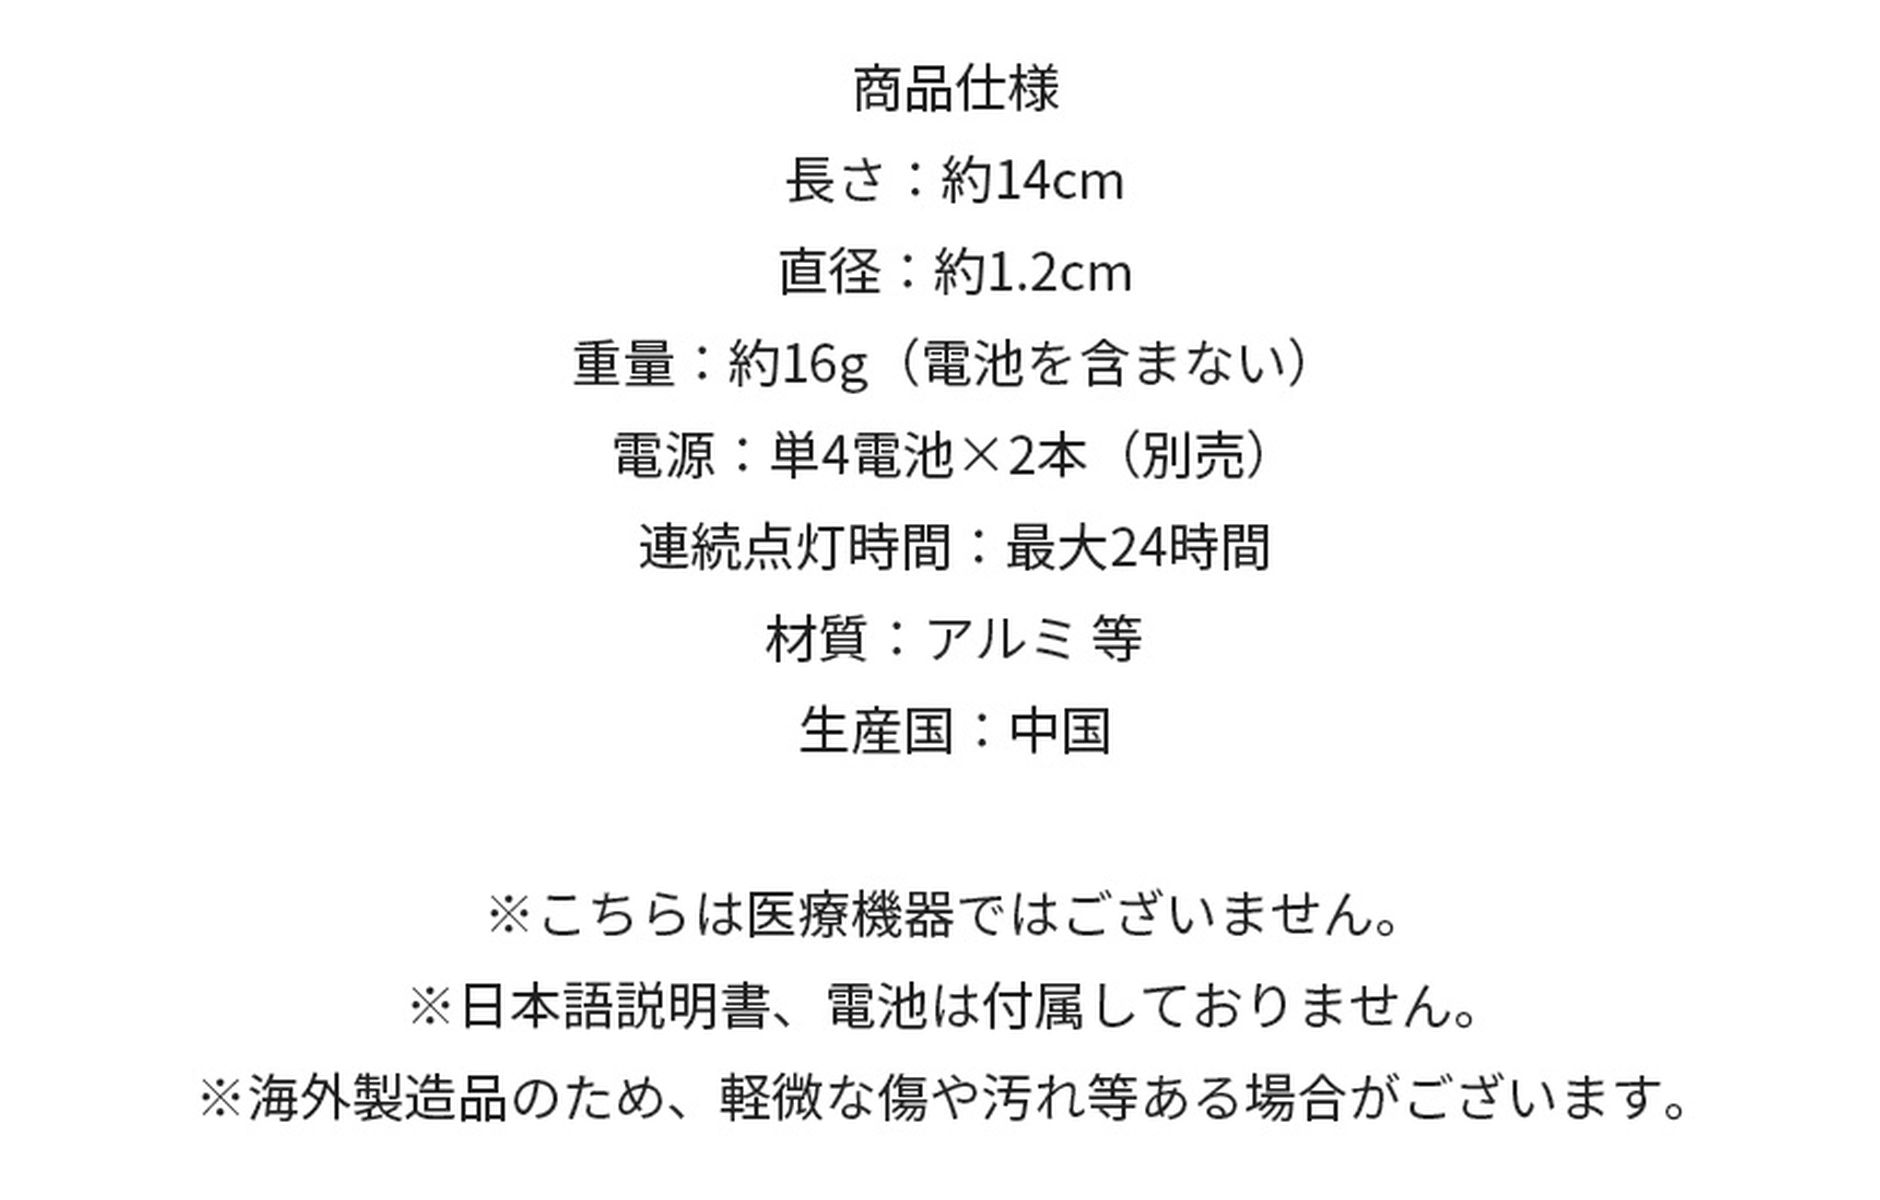 商品仕様
長さ：約14cm
直径：約1.2cm
重量：約16g（電池を含まない）
電源：単4電池×2本（別売）
連続点灯時間：最大24時間
材質：アルミ 等
生産国：中国
※こちらは医療機器ではございません。
※日本語説明書、電池は付属しておりません。
※海外製造品のため、軽微な傷や汚れ等ある場合がございます。